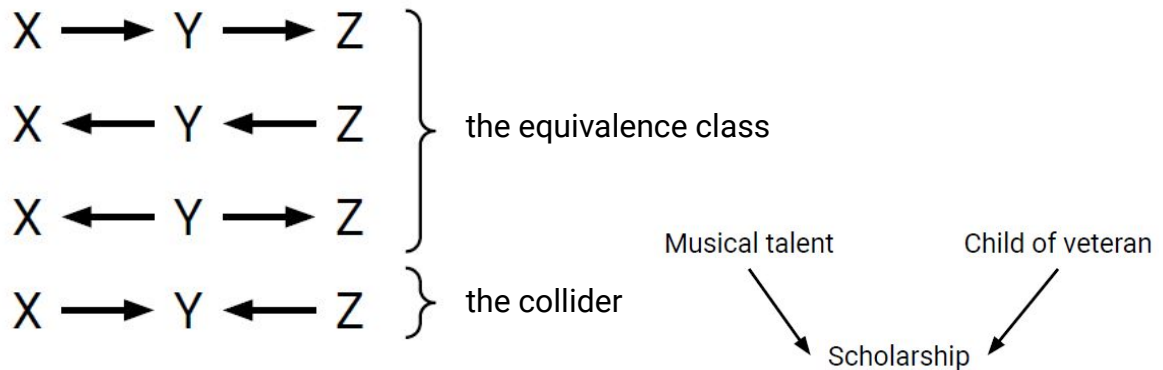 X Y Z
X Y Z
the equivalence class
X Y Z
X Y Z
the collider
Musical talent
Child of veteran
Scholarship